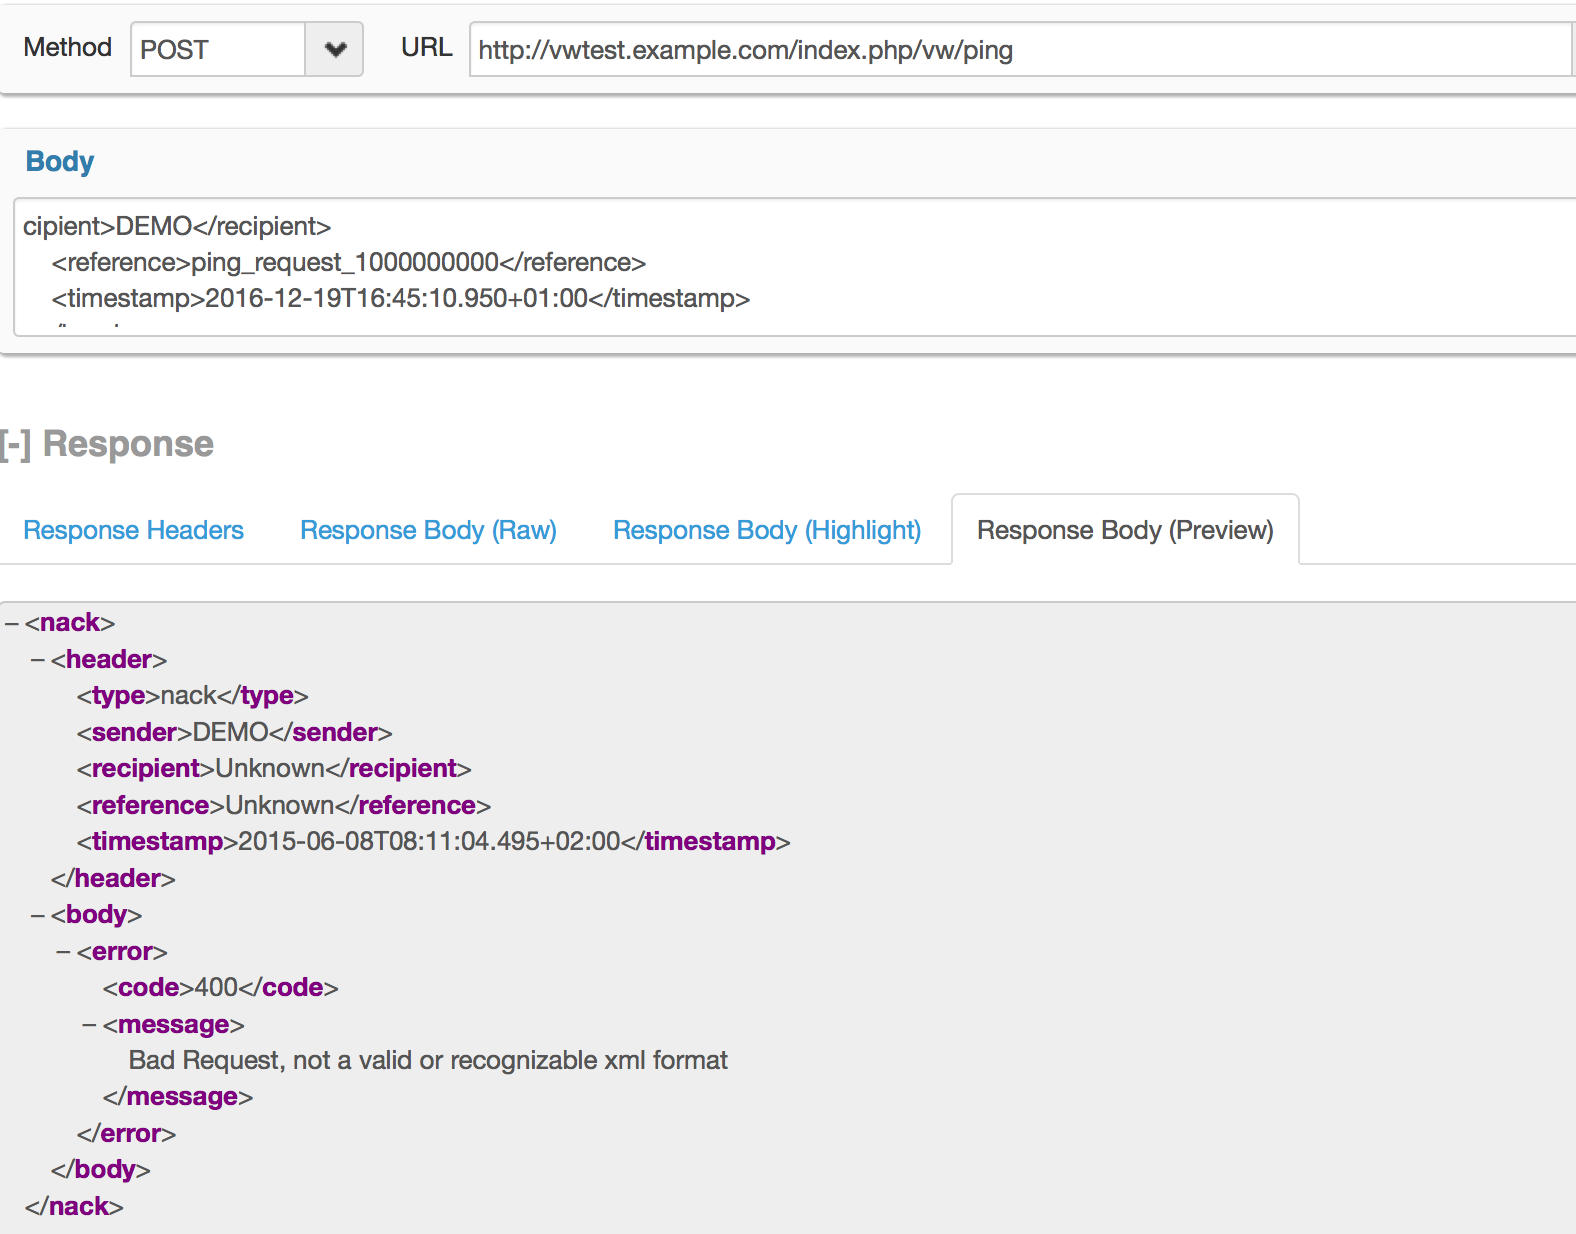 Method POST URL http://vwtest.example.com/index.php/vw/ping
Body
cipient>DEMO</recipient>
<reference>ping_request_1000000000</reference>
<timestamp>2016-12-19T16:45:10.950+01:00</timestamp>
[-] Response
Response Headers Response Body (Raw) Response Body (Highlight) Response Body (Preview)
– <nack>
– <header>
<type>nack</type>
<sender>DEMO</sender>
<recipient>Unknown</recipient>
<reference>Unknown</reference>
<timestamp>2015-06-08T08:11:04.495+02:00</timestamp>
</header>
– <body>
– <error>
<code>400</code>
– <message>
Bad Request, not a valid or recognizable xml format
</message>
</error>
</body>
</nack>